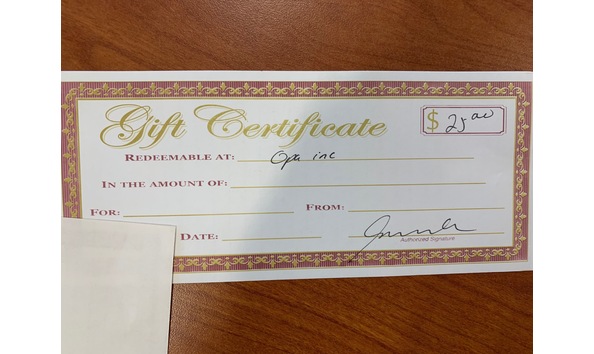 Gift Certificate
$ 25.00
REDEEMABLE AT: Opa inc
IN THE AMOUNT OF:
FOR: FROM:
DATE:
Authorized Signature